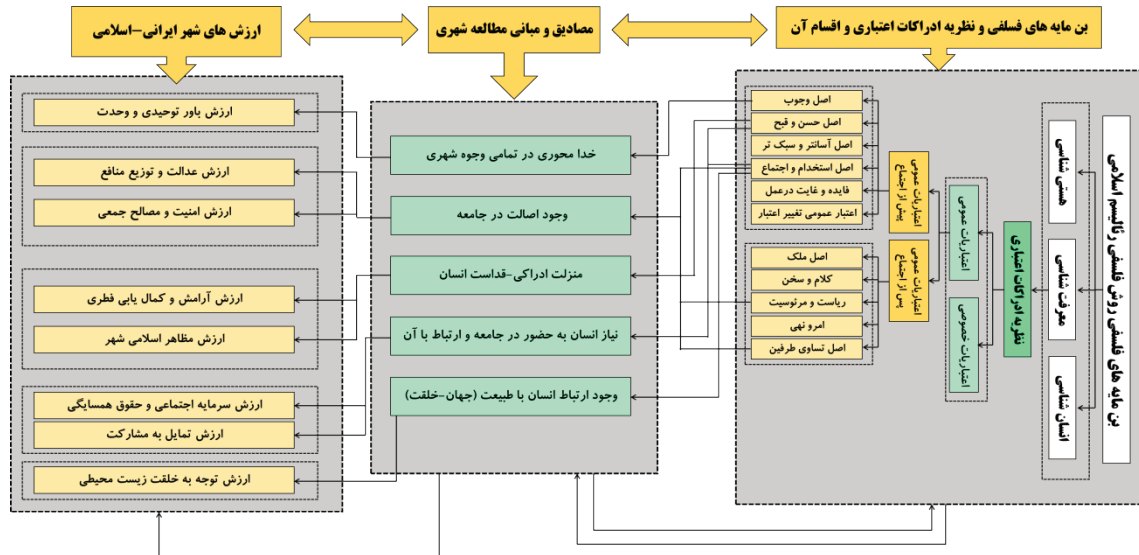 بن مایه های فسلفی و نظریه ادراکات اعتباری و اقسام آن
مصادیق و مبانی مطالعه شهری
ارزش های شهر ایرانی-اسلامی
بن مایه های فلسفی روش فلسفی رئالیسم اسلامی
هستی شناسی
معرفت شناسی
انسان شناسی
نظریه ادراکات اعتباری
اعتباریات عمومی
اعتباریات خصوصی
اعتباریات عمومی
پیش از اجتماع
اعتباریات عمومی
پس از اجتماع
اصل وجوب
اصل حسن و قبح
اصل آسانتر و سبک تر
اصل استخدام و اجتماع
فایده و غایت درعمل
اعتبار عمومی تغییر اعتبار
اصل ملک
کلام و سخن
ریاست و مرئوسیت
امرو نهی
اصل تساوی طرفین
خدا محوری در تمامی وجوه شهری
وجود اصالت در جامعه
منزلت ادراکی-قداست انسان
نیاز انسان به حضور در جامعه و ارتباط با آن
وجود ارتباط انسان با طبیعت (جهان-خلقت)
ارزش باور توحیدی و وحدت
ارزش عدالت و توزیع منافع
ارزش امنیت و مصالح جمعی
ارزش آرامش و کمال یابی فطری
ارزش مظاهر اسلامی شهر
ارزش سرمایه اجتماعی و حقوق همسایگی
ارزش تمایل به مشارکت
ارزش توجه به خلقت زیست محیطی